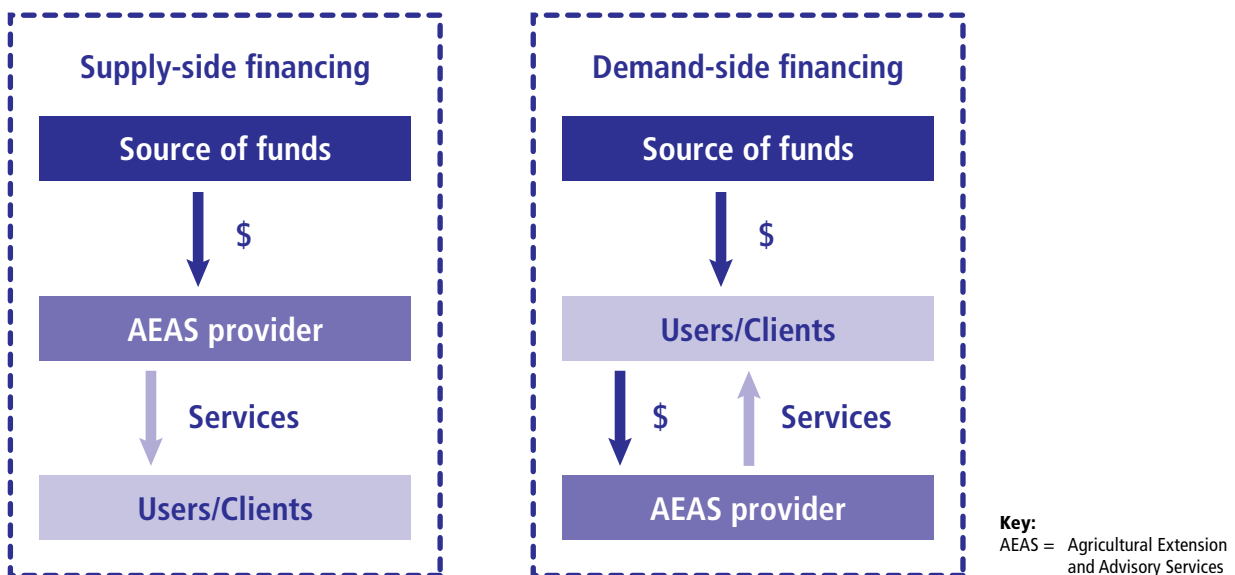 Supply-side financing
Source of funds
$
AEAS provider
Services
Users/Clients
Demand-side financing
Source of funds
$
Users/Clients
$
Services
AEAS provider
Key:
AEAS = Agricultural Extension
and Advisory Services